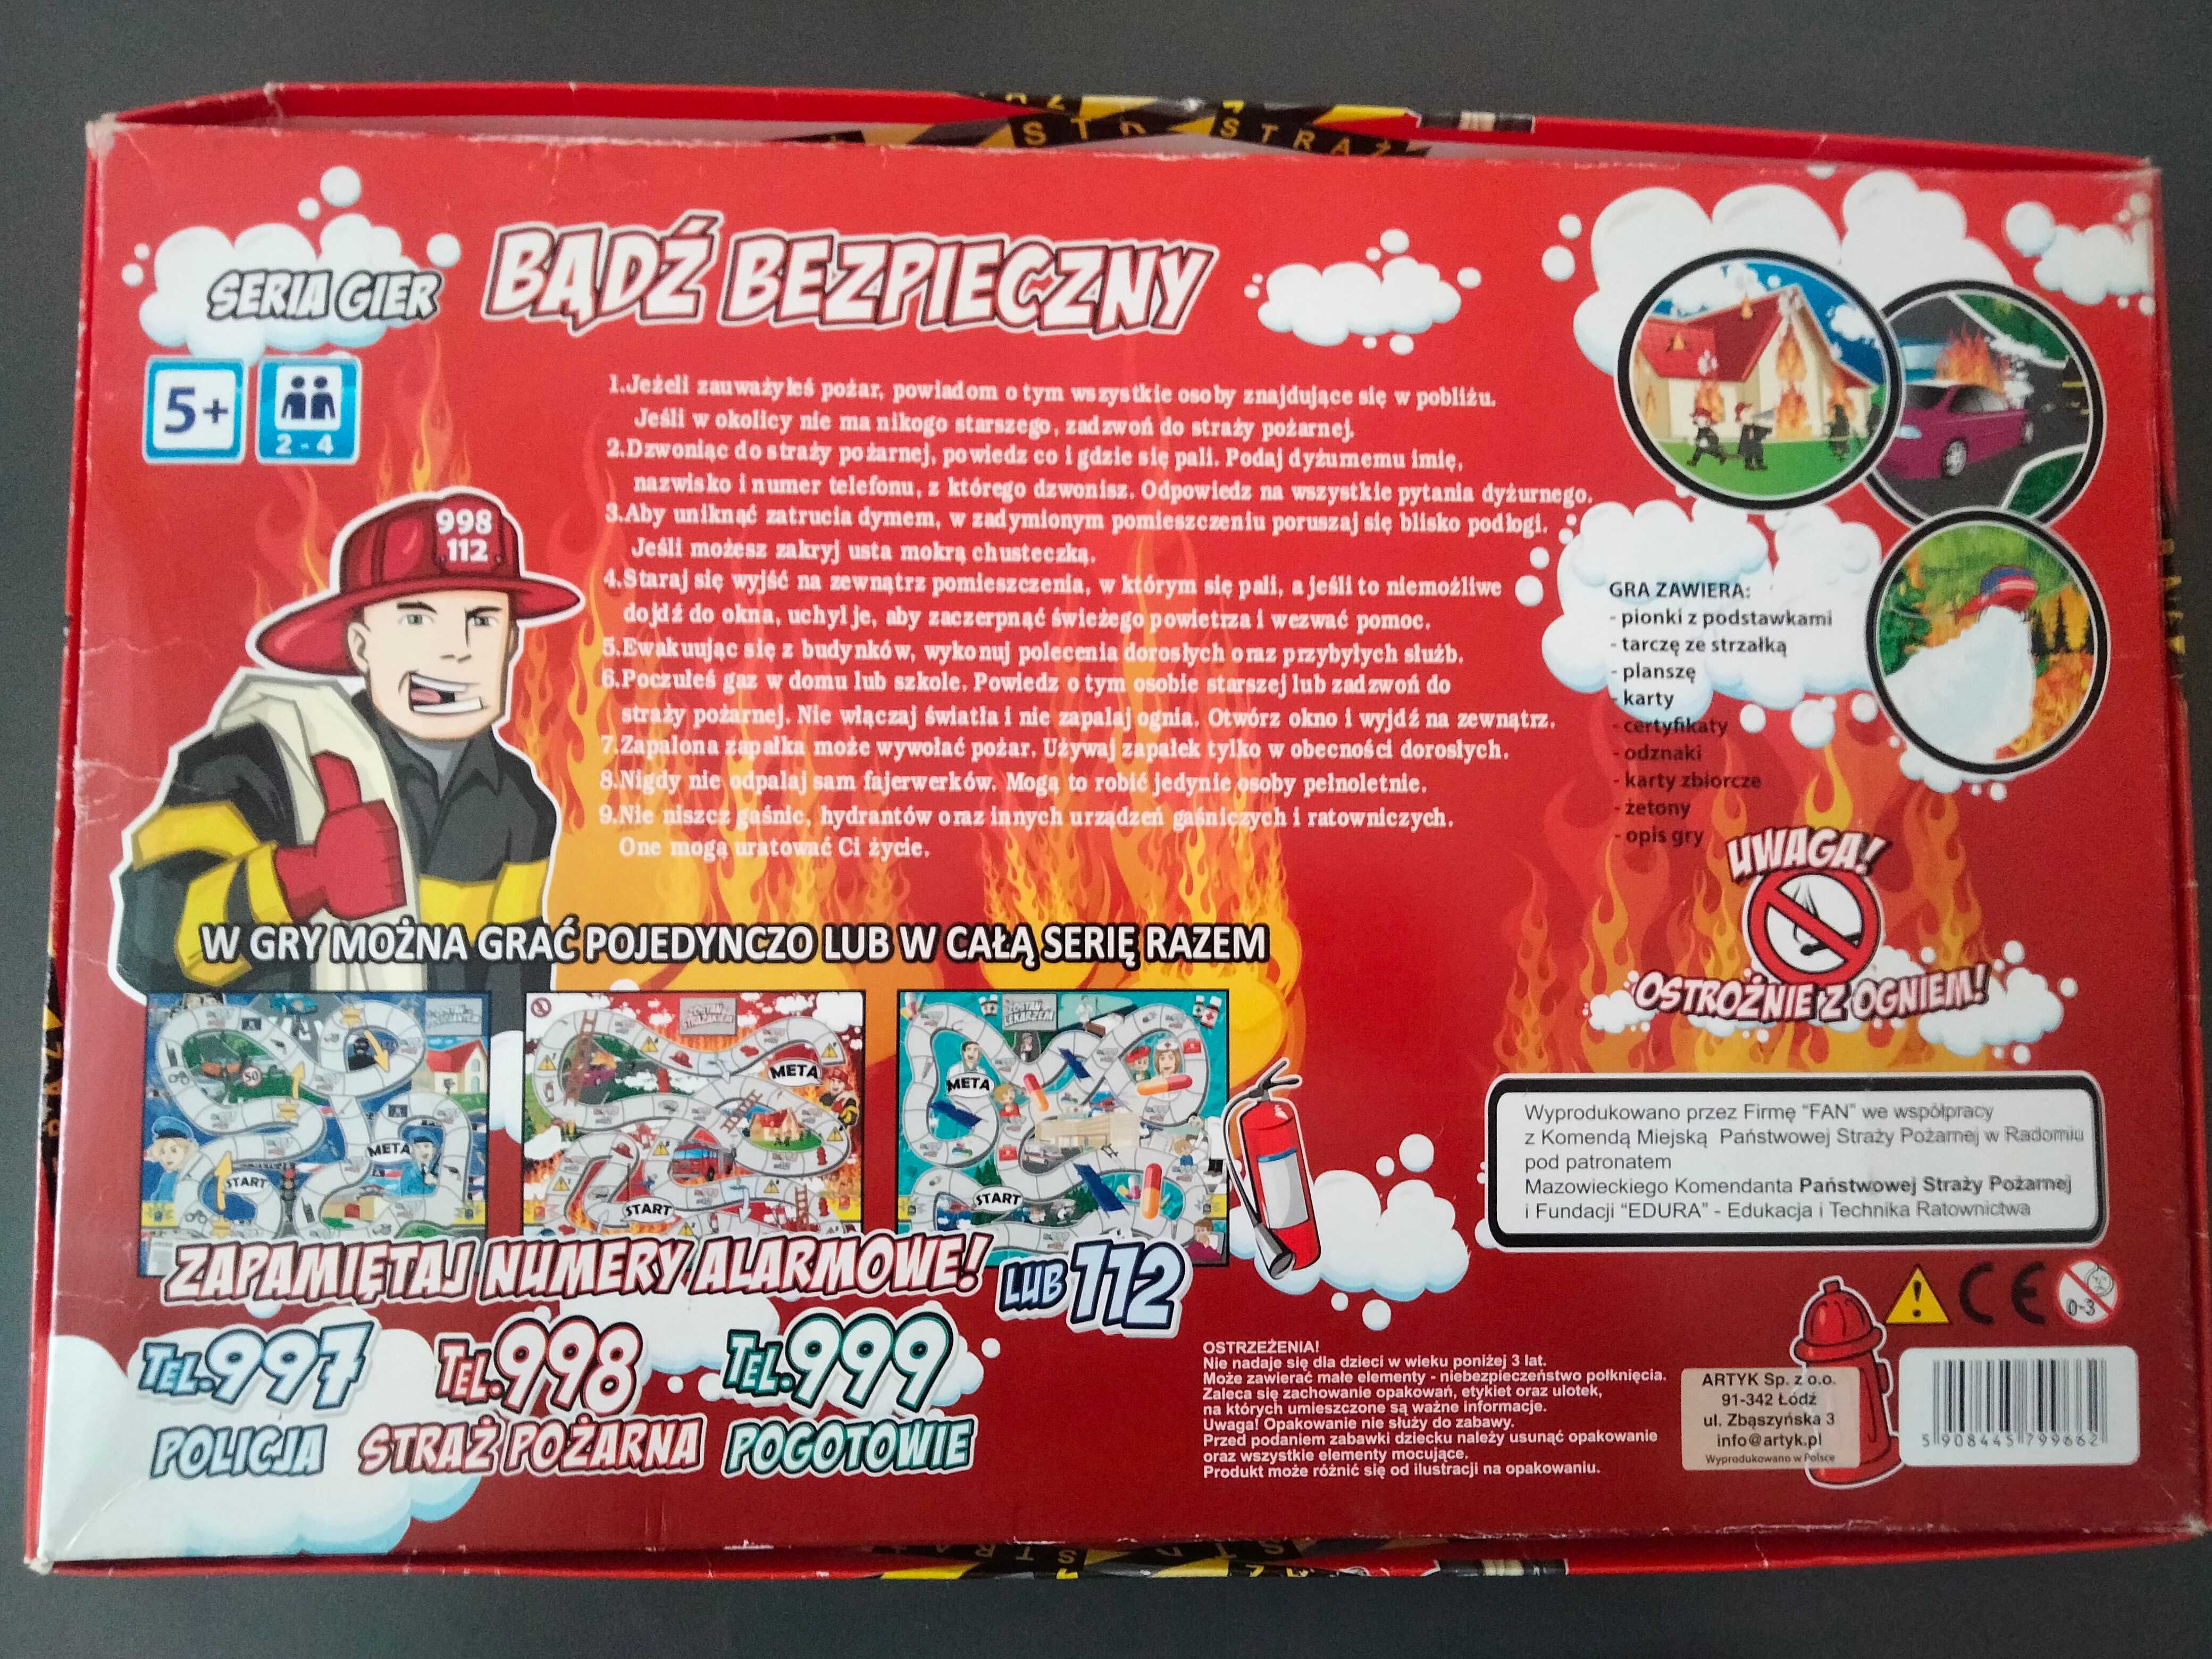 STRAŻ
SERIA GIER
BĄDŹ BEZPIECZNY
5+
2 - 4
998
112
1.Jeżeli zauważyłeś pożar, powiadom o tym wszystkie osoby znajdujące się w pobliżu.
Jeśli w okolicy nie ma nikogo starszego, zadzwoń do straży pożarnej.
2.Dzwoniąc do straży pożarnej, powiedz co i gdzie się pali. Podaj dyżurnemu imię,
nazwisko i numer telefonu, z którego dzwonisz. Odpowiedz na wszystkie pytania dyżurnego.
3.Aby uniknąć zatrucia dymem, w zadymionym pomieszczeniu poruszaj się blisko podłogi.
Jeśli możesz zakryj usta mokrą chusteczką.
4.Staraj się wyjść na zewnątrz pomieszczenia, w którym się pali, a jeśli to niemożliwe
dojdź do okna, uchyl je, aby zaczerpnąć świeżego powietrza i wezwać pomoc.
5.Ewakuując się z budynków, wykonuj polecenia dorosłych oraz przybyłych służb.
6.Poczułeś gaz w domu lub szkole. Powiedz o tym osobie starszej lub zadzwoń do
straży pożarnej. Nie włączaj światła i nie zapalaj ognia. Otwórz okno i wyjdź na zewnątrz.
7.Zapalona zapałka może wywołać pożar. Używaj zapałek tylko w obecności dorosłych.
8.Nigdy nie odpalaj sam fajerwerków. Mogą to robić jedynie osoby pełnoletnie.
9.Nie niszcz gaśnic, hydrantów oraz innych urządzeń gaśniczych i ratowniczych.
One mogą uratować Ci życie.
GRA ZAWIERA:
- pionki z podstawkami
- tarczę ze strzałką
- planszę
- karty
- certyfikaty
- odznaki
- karty zbiorcze
- żetony
- opis gry
UWAGA!
OSTROŻNIE Z OGNIEM!
W GRY MOŻNA GRAĆ POJEDYNCZO LUB W CAŁĄ SERIĘ RAZEM
50
META
START
ZOSTAŃ
STRAŻAKIEM
META
START
ZOSTAŃ
LEKARZEM
META
START
Wyprodukowano przez Firmę "FAN" we współpracy
z Komendą Miejską Państwowej Straży Pożarnej w Radomiu
pod patronatem
Mazowieckiego Komendanta Państwowej Straży Pożarnej
i Fundacji "EDURA" - Edukacja i Technika Ratownictwa
ZAPAMIĘTAJ NUMERY ALARMOWE!
LUB 112
TEL.997
POLICJA
TEL.998
STRAŻ POŻARNA
TEL.999
POGOTOWIE
OSTRZEŻENIA!
Nie nadaje się dla dzieci w wieku poniżej 3 lat.
Może zawierać małe elementy - niebezpieczeństwo połknięcia.
Zaleca się zachowanie opakowań, etykiet oraz ulotek,
na których umieszczone są ważne informacje.
Uwaga! Opakowanie nie służy do zabawy.
Przed podaniem zabawki dziecku należy usunąć opakowanie
oraz wszystkie elementy mocujące.
Produkt może różnić się od ilustracji na opakowaniu.
CE
0-3
ARTYK Sp. z o.o.
91-342 Łódź
ul. Zbąszyńska 3
info@artyk.pl
Wyprodukowano w Polsce
5 908445 799662